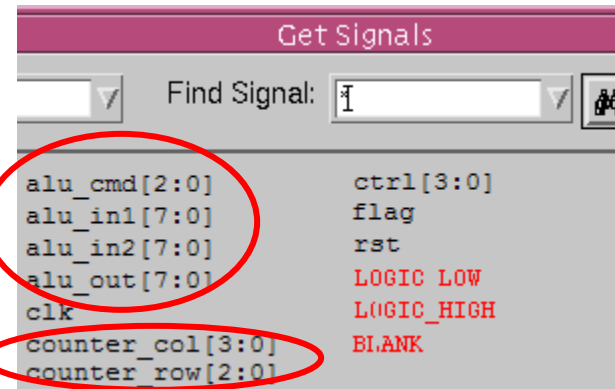 Get Signals
Find Signal: *
alu_cmd[2:0]
alu_in1[7:0]
alu_in2[7:0]
alu_out[7:0]
clk
counter_col[3:0]
counter_row[2:0]
ctrl[3:0]
flag
rst
LOGIC_LOW
LOGIC_HIGH
BLANK